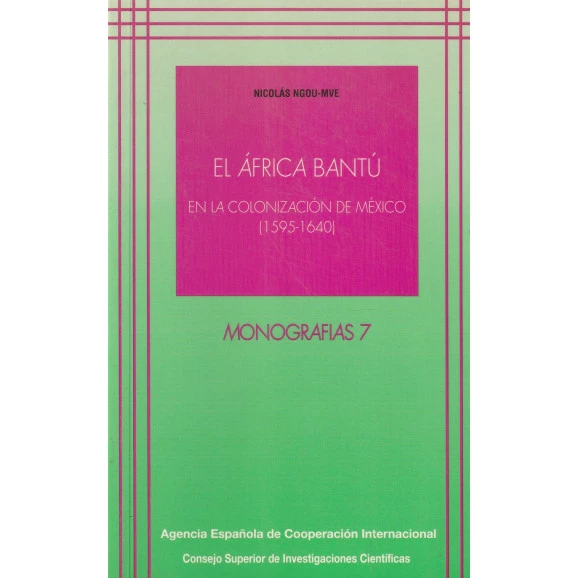 NICOLÁS NGOU-MVE
EL ÁFRICA BANTÚ
EN LA COLONIZACIÓN DE MÉXICO
(1595-1640)
MONOGRAFIAS 7
Agencia Española de Cooperación Internacional
Consejo Superior de Investigaciones Científicas